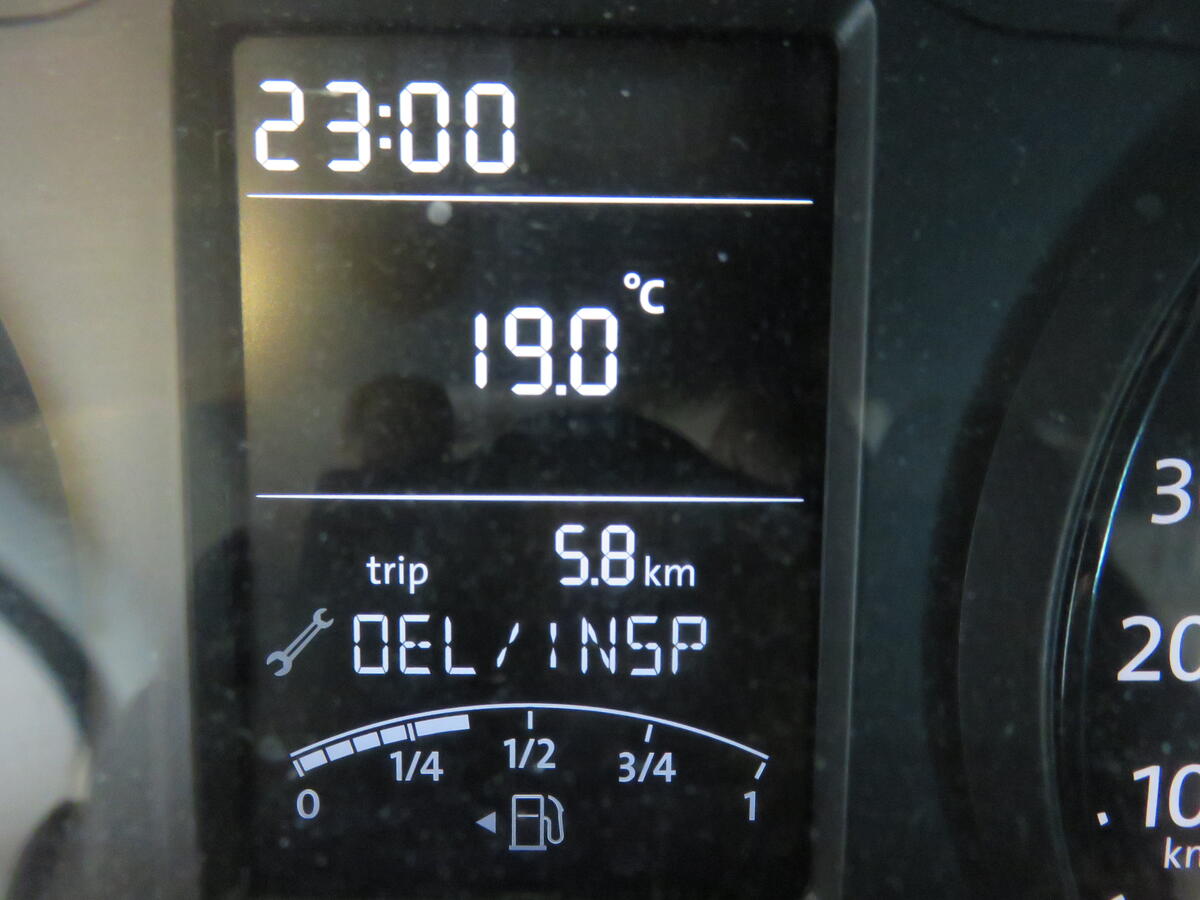 23:00
19.0 °C
trip 5.8 km
OEL/INSP
0 1/4 1/2 3/4 1
3
20
10